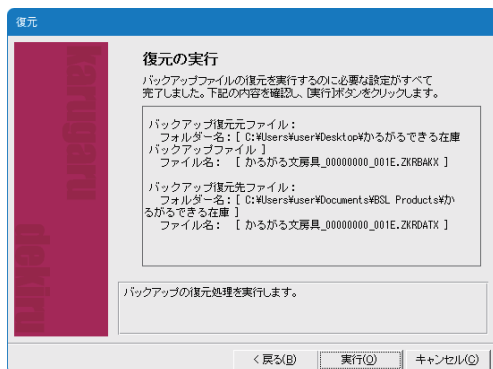 復元
karugaru
dekiru
復元の実行
バックアップファイルの復元を実行するのに必要な設定がすべて
完了しました。下記の内容を確認し、[実行]ボタンをクリックします。
バックアップ復元元ファイル:
フォルダー名:[ C:¥Users¥user¥Desktop¥かるがるできる在庫
バックアップファイル ]
ファイル名: [ かるがる文房具_00000000_001E.ZKRBAKX ]
バックアップ復元先ファイル:
フォルダー名:[ C:¥Users¥user¥Documents¥BSL Products¥か
るがるできる在庫 ]
ファイル名: [ かるがる文房具_00000000_001E.ZKRDATX ]
バックアップの復元処理を実行します。
< 戻る(B) 実行(O) キャンセル(C)